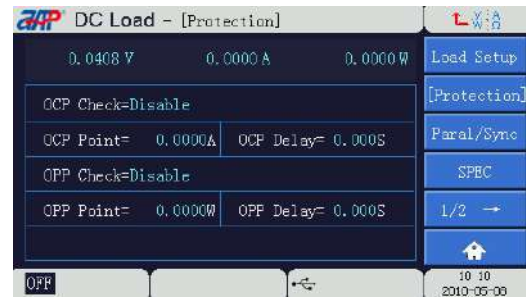 AAP DC Load - [Protection]
0.0408 V 0.0000 A 0.0000 W
OCP Check=Disable
OCP Point= 0.0000A OCP Delay= 0.000S
OPP Check=Disable
OPP Point= 0.0000W OPP Delay= 0.000S
Load Setup
[Protection]
Paral/Sync
SPEC
1/2 →
OFF
10 10
2010-05-08